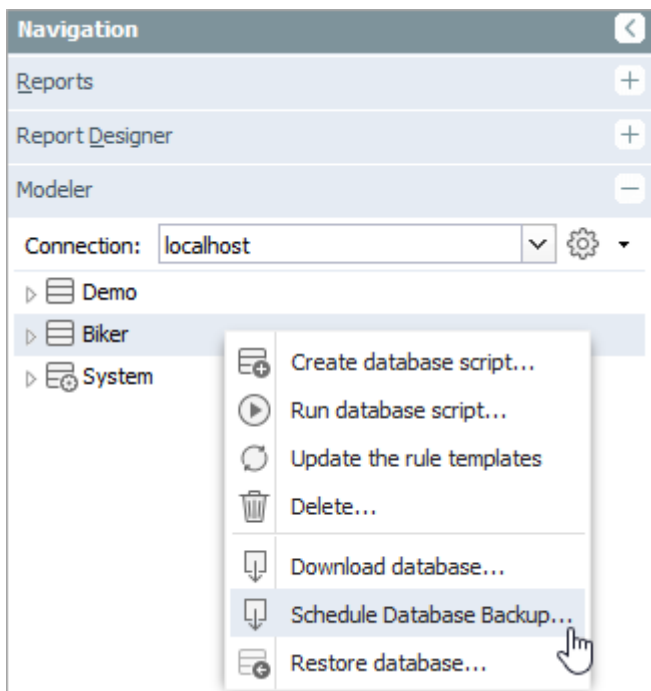 Navigation
Reports
Report Designer
Modeler
Connection: localhost
Demo
Biker
System
Create database script...
Run database script...
Update the rule templates
Delete...
Download database...
Schedule Database Backup...
Restore database...